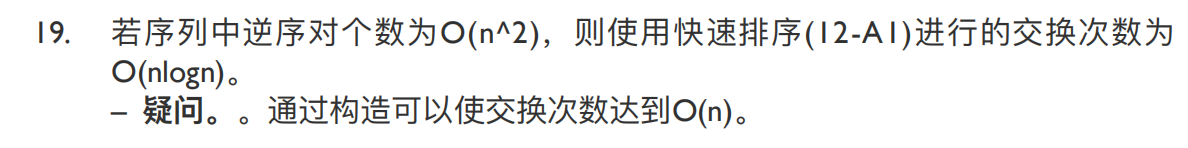 19. 若序列中逆序对个数为O(n^2)，则使用快速排序(12-A1)进行的交换次数为
O(nlogn)。
– 疑问。。通过构造可以使交换次数达到O(n)。